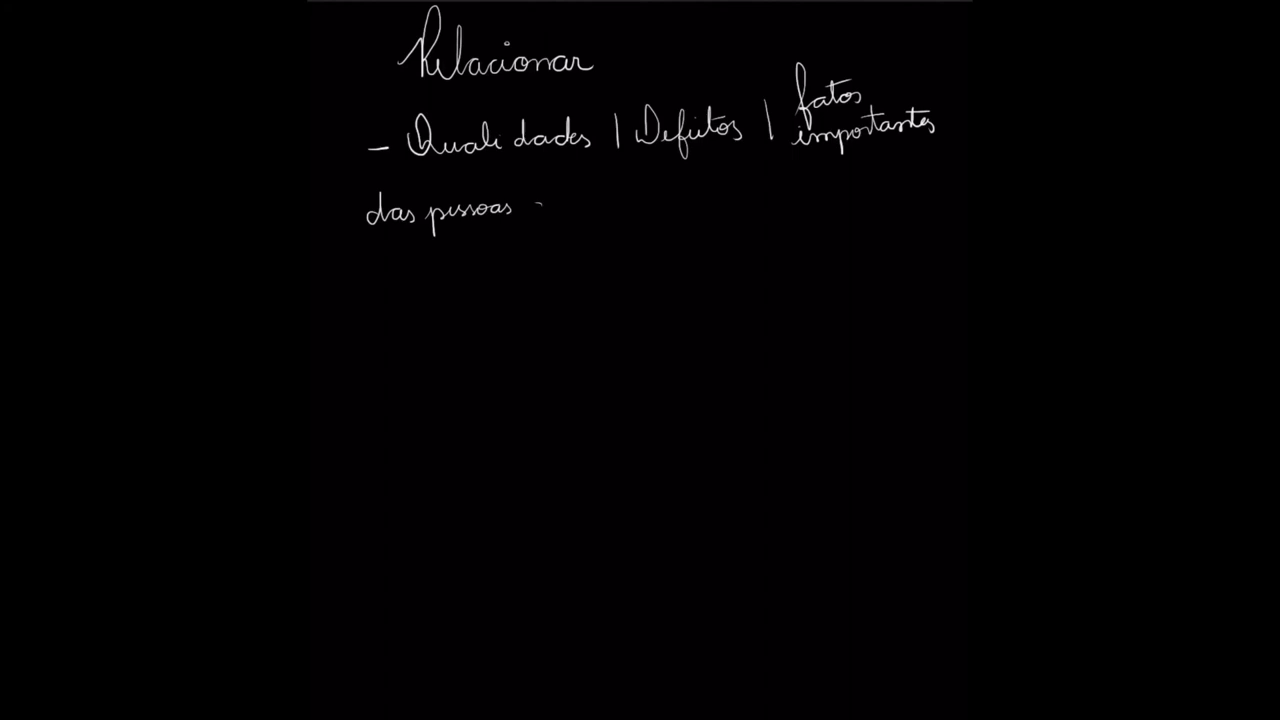 Relacionar
- Qualidades | Defeitos | fatos importantes
das pessoas -